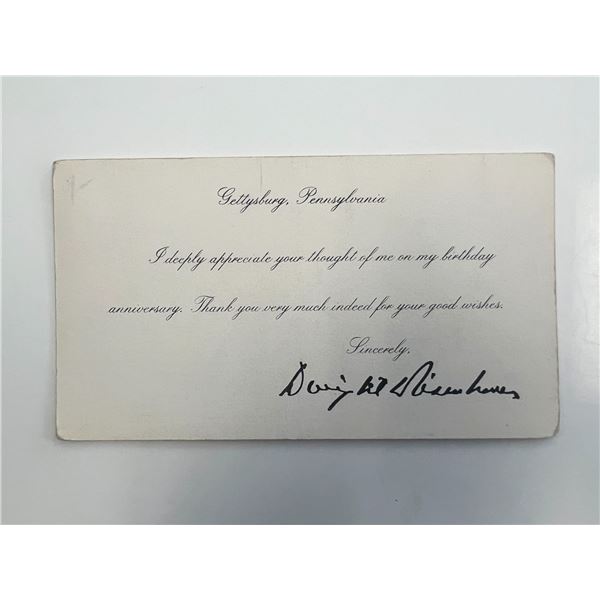 Gettysburg, Pennsylvania
I deeply appreciate your thought of me on my birthday
anniversary. Thank you very much indeed for your good wishes.
Sincerely,
Dwight D Eisenhower